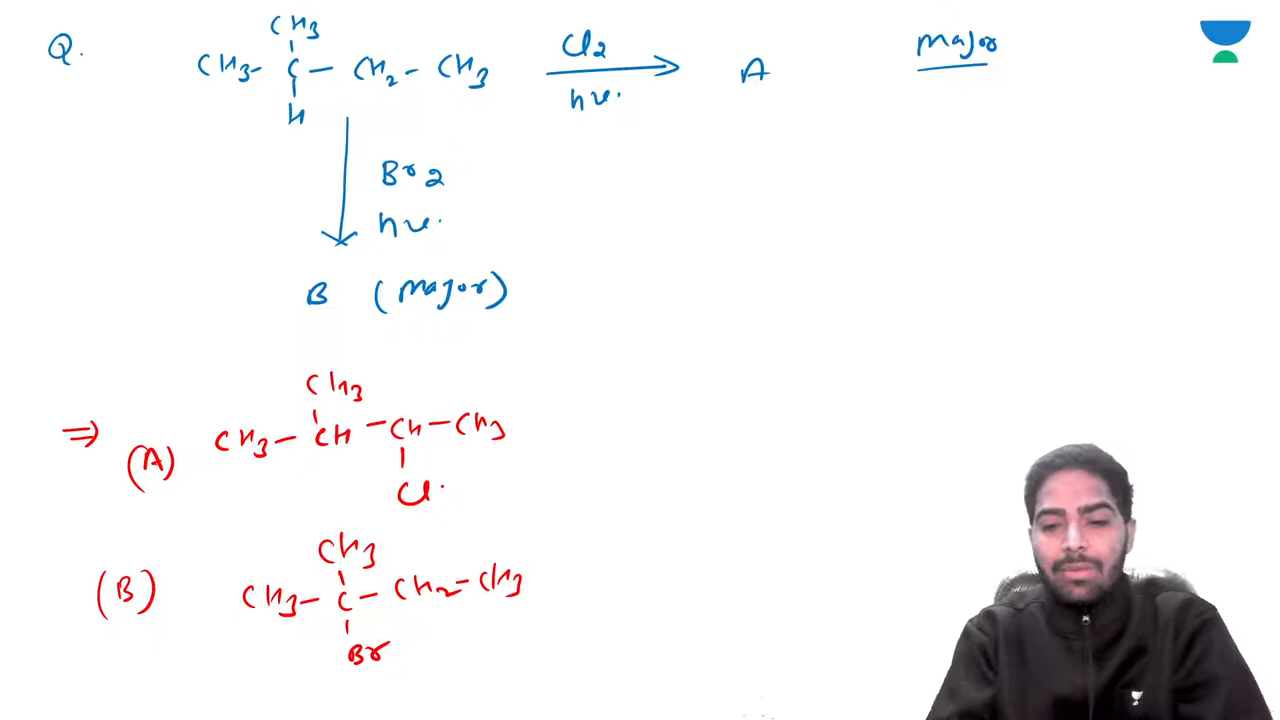 Q.
CH3
CH3- C - CH2 - CH3
H
Cl2
hν.
A
major
Br2
hν.
B (major)
⇒ (A)
CH3
CH3 - CH - CH - CH3
Cl.
(B)
CH3
CH3 - C - CH2 - CH3
Br